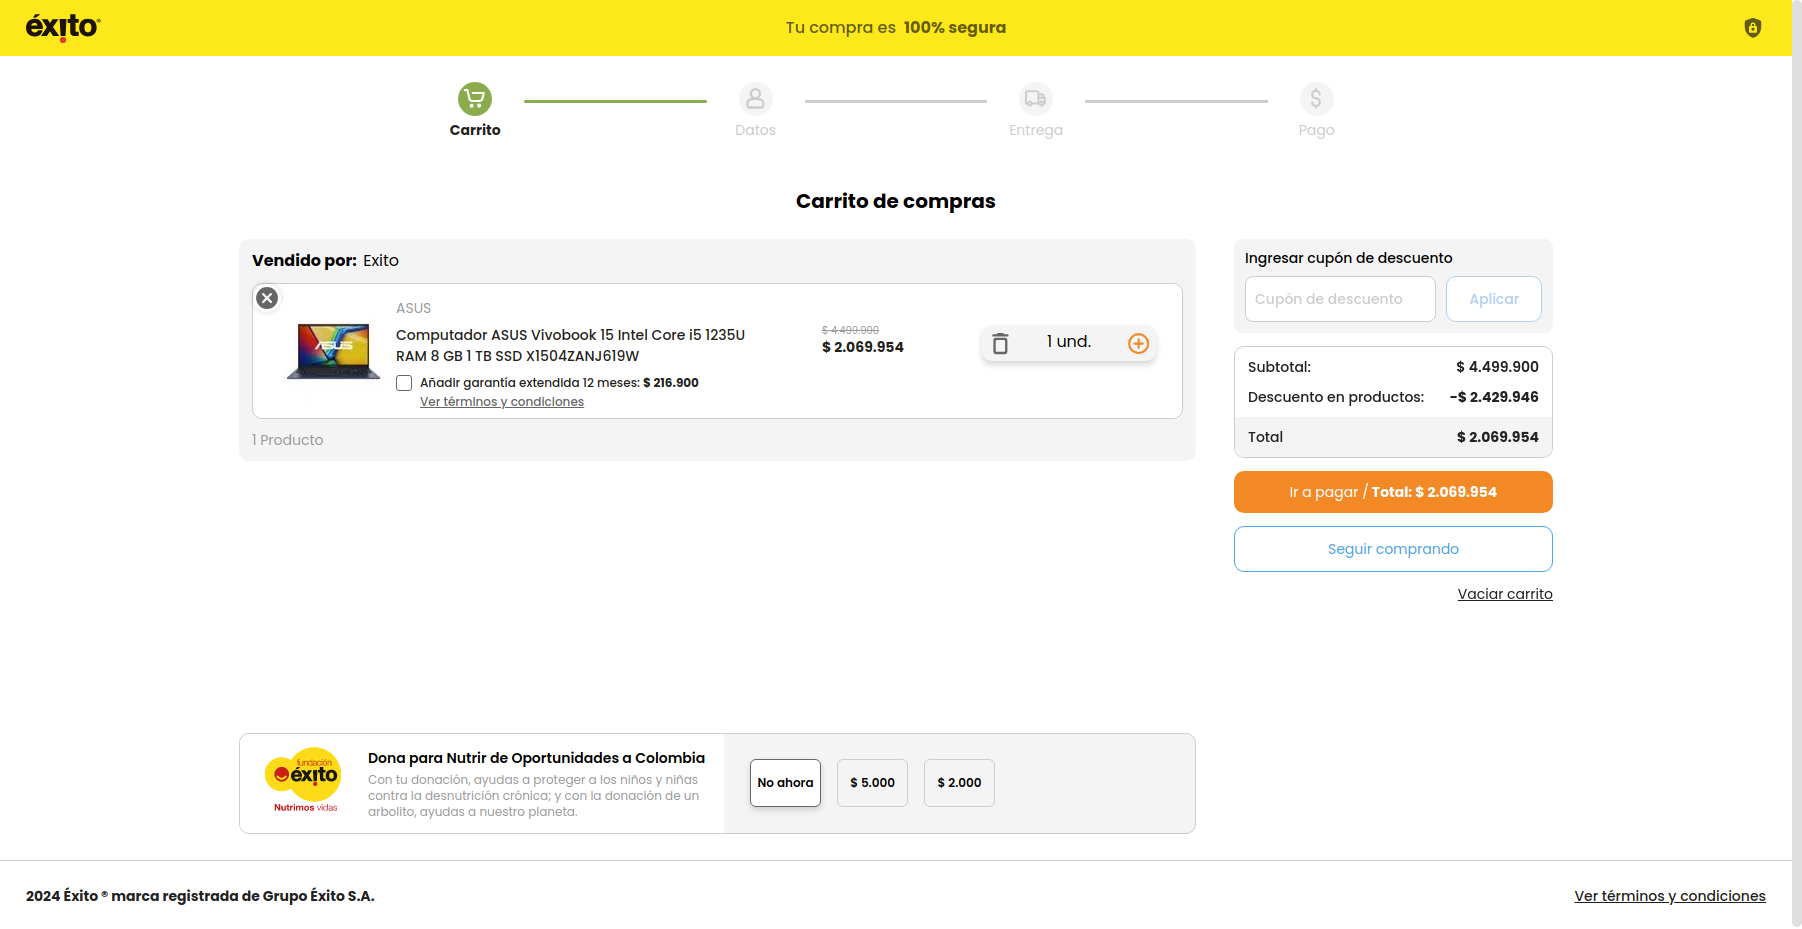 éxito®
Tu compra es 100% segura
Carrito
Datos
Entrega
Pago
Carrito de compras
Vendido por: Exito
ASUS
Computador ASUS Vivobook 15 Intel Core i5 1235U
RAM 8 GB 1 TB SSD X1504ZANJ619W
Añadir garantía extendida 12 meses: $ 216.900
Ver términos y condiciones
ASUS
$ 4.499.900
$ 2.069.954
1 und.
1 Producto
Ingresar cupón de descuento
Cupón de descuento
Aplicar
Subtotal: $ 4.499.900
Descuento en productos: -$ 2.429.946
Total $ 2.069.954
Ir a pagar / Total: $ 2.069.954
Seguir comprando
Vaciar carrito
fundación
éxito
Nutrimos vidas
Dona para Nutrir de Oportunidades a Colombia
Con tu donación, ayudas a proteger a los niños y niñas
contra la desnutrición crónica; y con la donación de un
arbolito, ayudas a nuestro planeta.
No ahora
$ 5.000
$ 2.000
2024 Éxito ® marca registrada de Grupo Éxito S.A.
Ver términos y condiciones